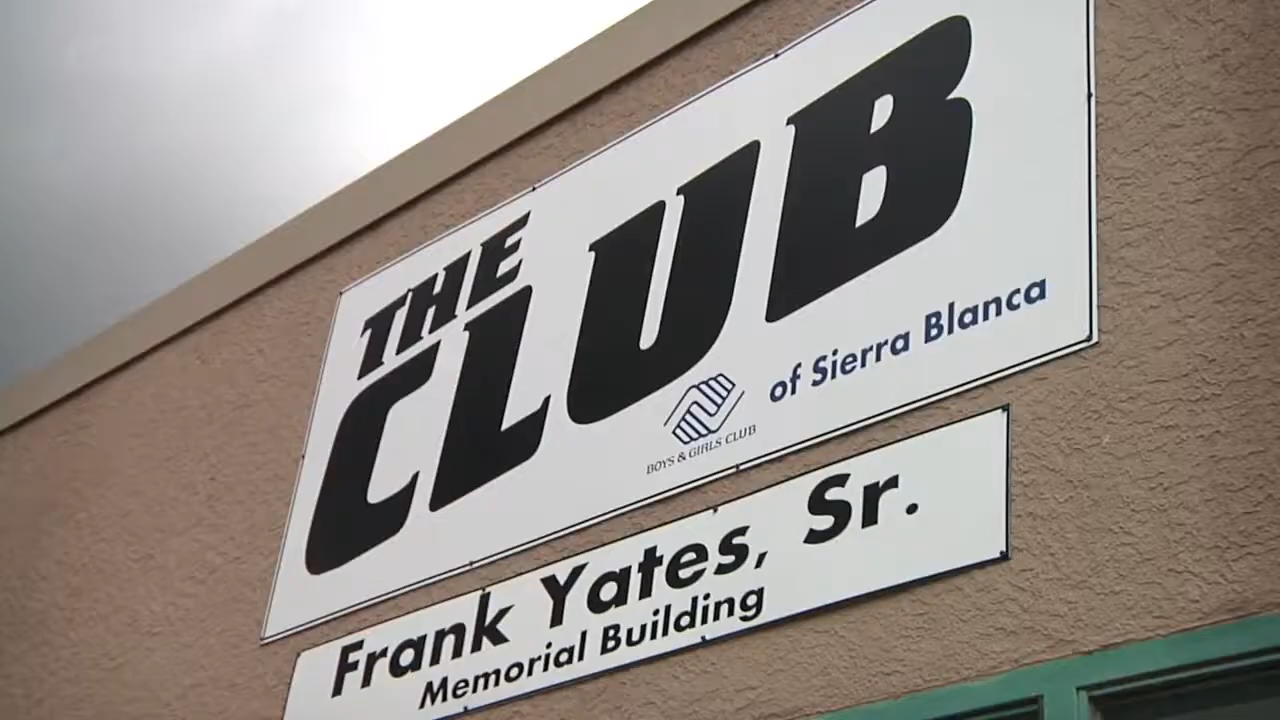 THE
CLUB
of Sierra Blanca
BOYS & GIRLS CLUB
Frank Yates, Sr.
Memorial Building